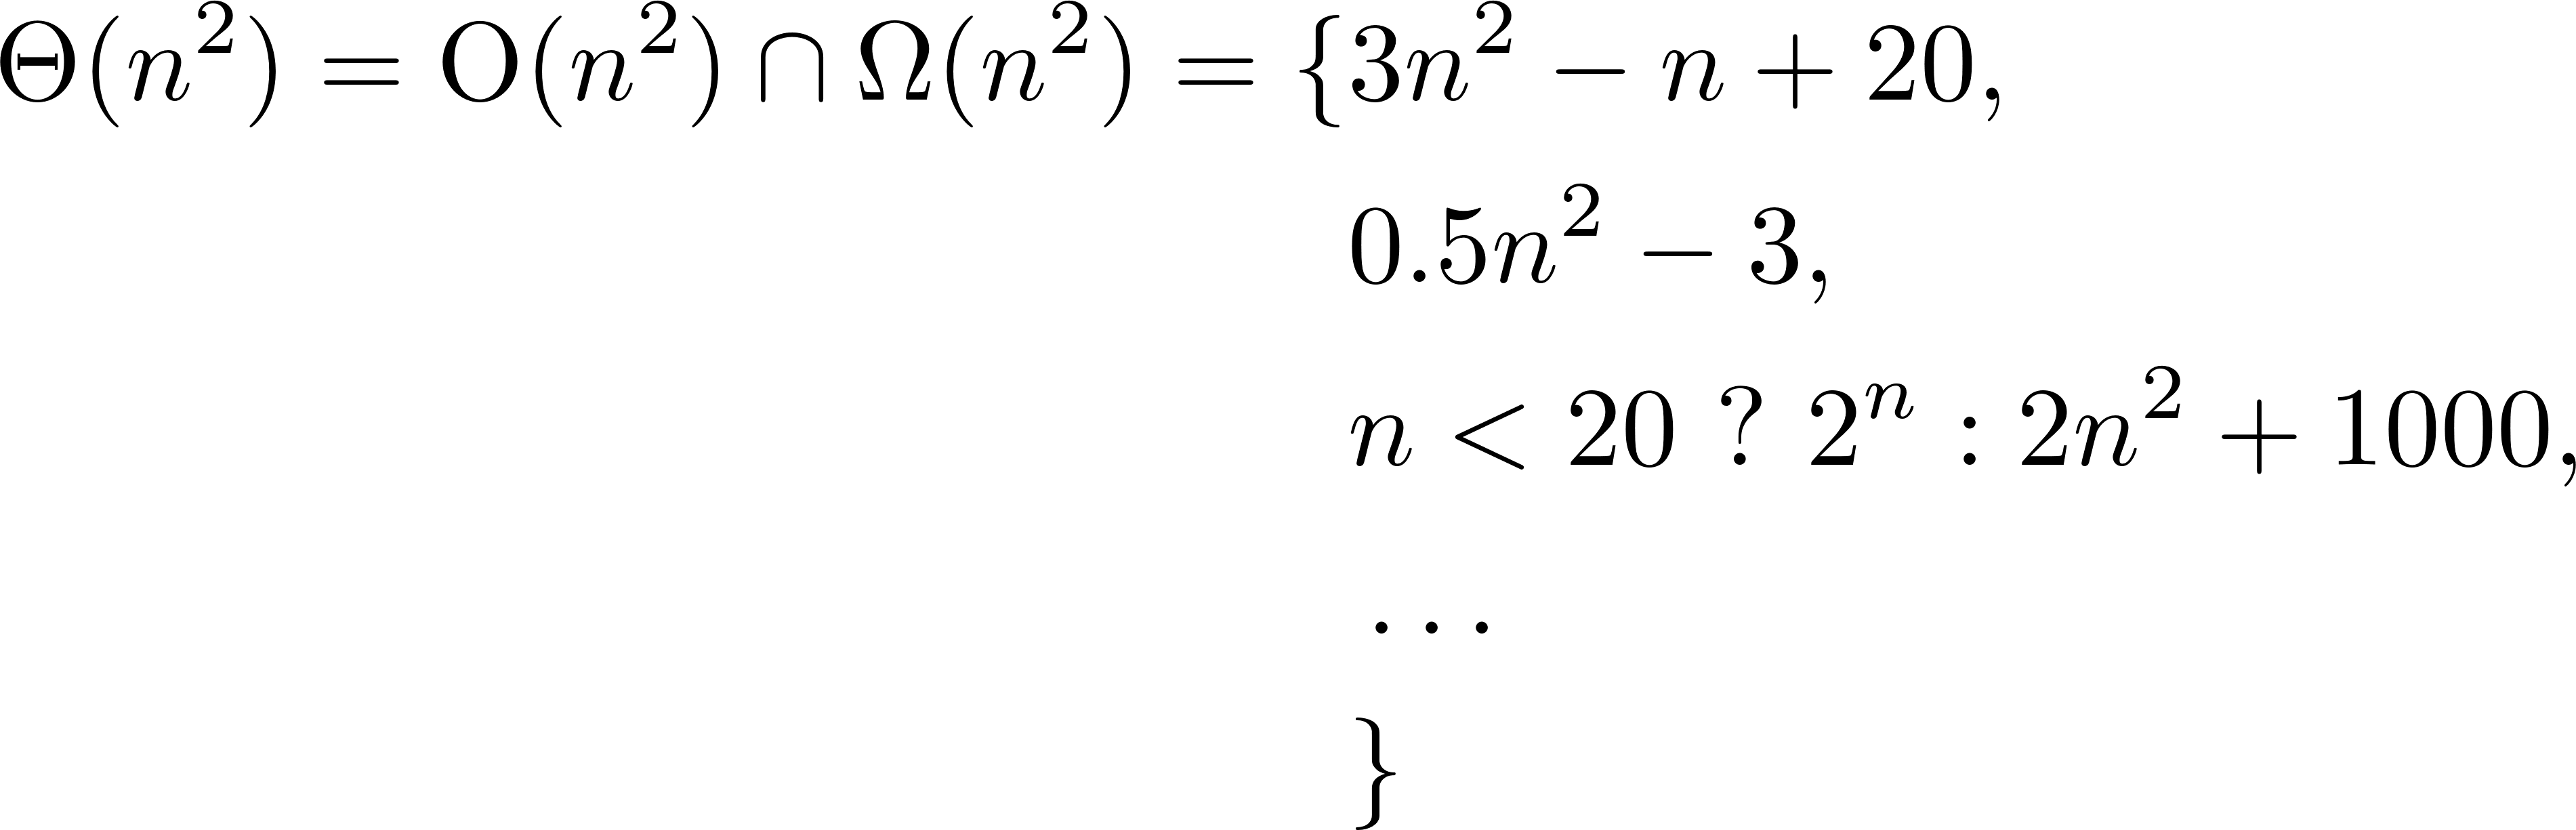 Θ(n²) = O(n²) ∩ Ω(n²) = {3n² − n + 20,
0.5n² − 3,
n < 20 ? 2ⁿ : 2n² + 1000,
...
}